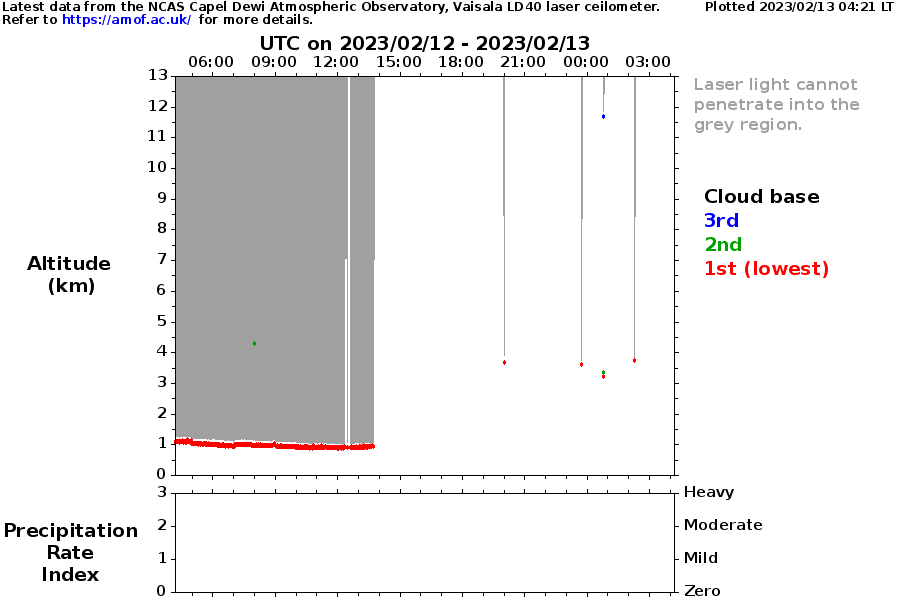 Latest data from the NCAS Capel Dewi Atmospheric Observatory, Vaisala LD40 laser ceilometer. Plotted 2023/02/13 04:21 LT
Refer to https://amof.ac.uk/ for more details.
UTC on 2023/02/12 - 2023/02/13
06:00 09:00 12:00 15:00 18:00 21:00 00:00 03:00
13
12
11
10
9
8
7
6
5
4
3
2
1
0
Altitude
(km)
Laser light cannot
penetrate into the
grey region.
Cloud base
3rd
2nd
1st (lowest)
Precipitation
Rate
Index
3 Heavy
2 Moderate
1 Mild
0 Zero